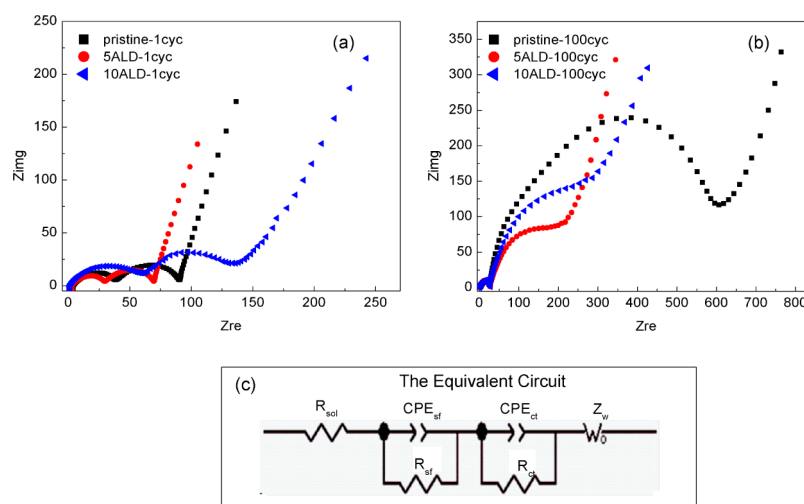 (a)
pristine-1cyc
5ALD-1cyc
10ALD-1cyc
Zimg
250
200
150
100
50
0
0 50 100 150 200 250
Zre
(b)
pristine-100cyc
5ALD-100cyc
10ALD-100cyc
Zimg
350
300
250
200
150
100
50
0
0 100 200 300 400 500 600 700 800
Zre
(c)
The Equivalent Circuit
Rsol CPEsf CPEct Zw
0
Rsf Rct